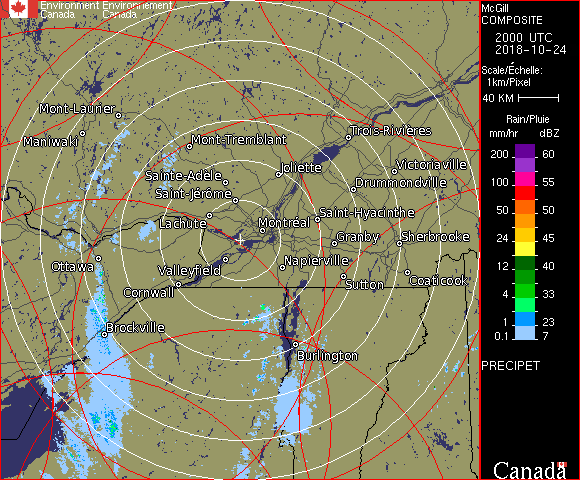 Environment Environnement
Canada Canada
McGill
COMPOSITE
2000 UTC
2018-10-24
Scale/Échelle:
1km/Pixel
40 KM
Rain/Pluie
mm/hr dBZ
200 60
55
100 55
50 50
24 45
12 40
4 33
1 23
0.1 7
PRECIPET
Canada
Mont-Laurier
Maniwaki
Mont-Tremblant
Trois-Rivières
Joliette
Victoriaville
Sainte-Adèle
Drummondville
Saint-Jérôme
Lachute
Montréal
Saint-Hyacinthe
Granby
Sherbrooke
Ottawa
Valleyfield
Napierville
Cornwall
Sutton
Coaticook
Brockville
Burlington